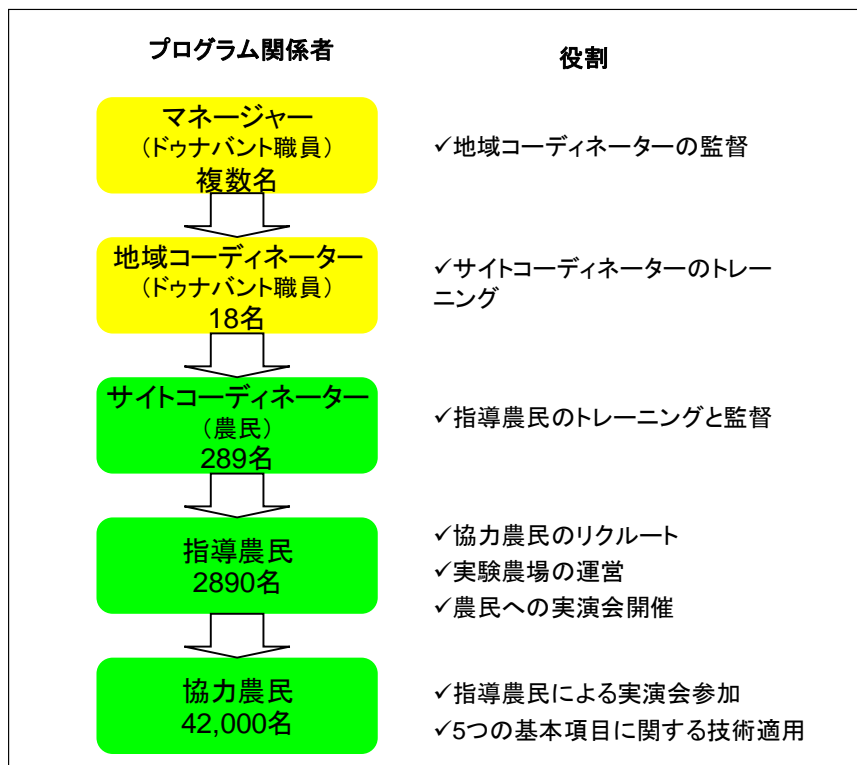 プログラム関係者
役割
マネージャー
（ドゥナバント職員）
複数名
✓地域コーディネーターの監督
地域コーディネーター
（ドゥナバント職員）
18名
✓サイトコーディネーターのトレー
ニング
サイトコーディネーター
（農民）
289名
✓指導農民のトレーニングと監督
指導農民
2890名
✓協力農民のリクルート
✓実験農場の運営
✓農民への実演会開催
協力農民
42,000名
✓指導農民による実演会参加
✓5つの基本項目に関する技術適用